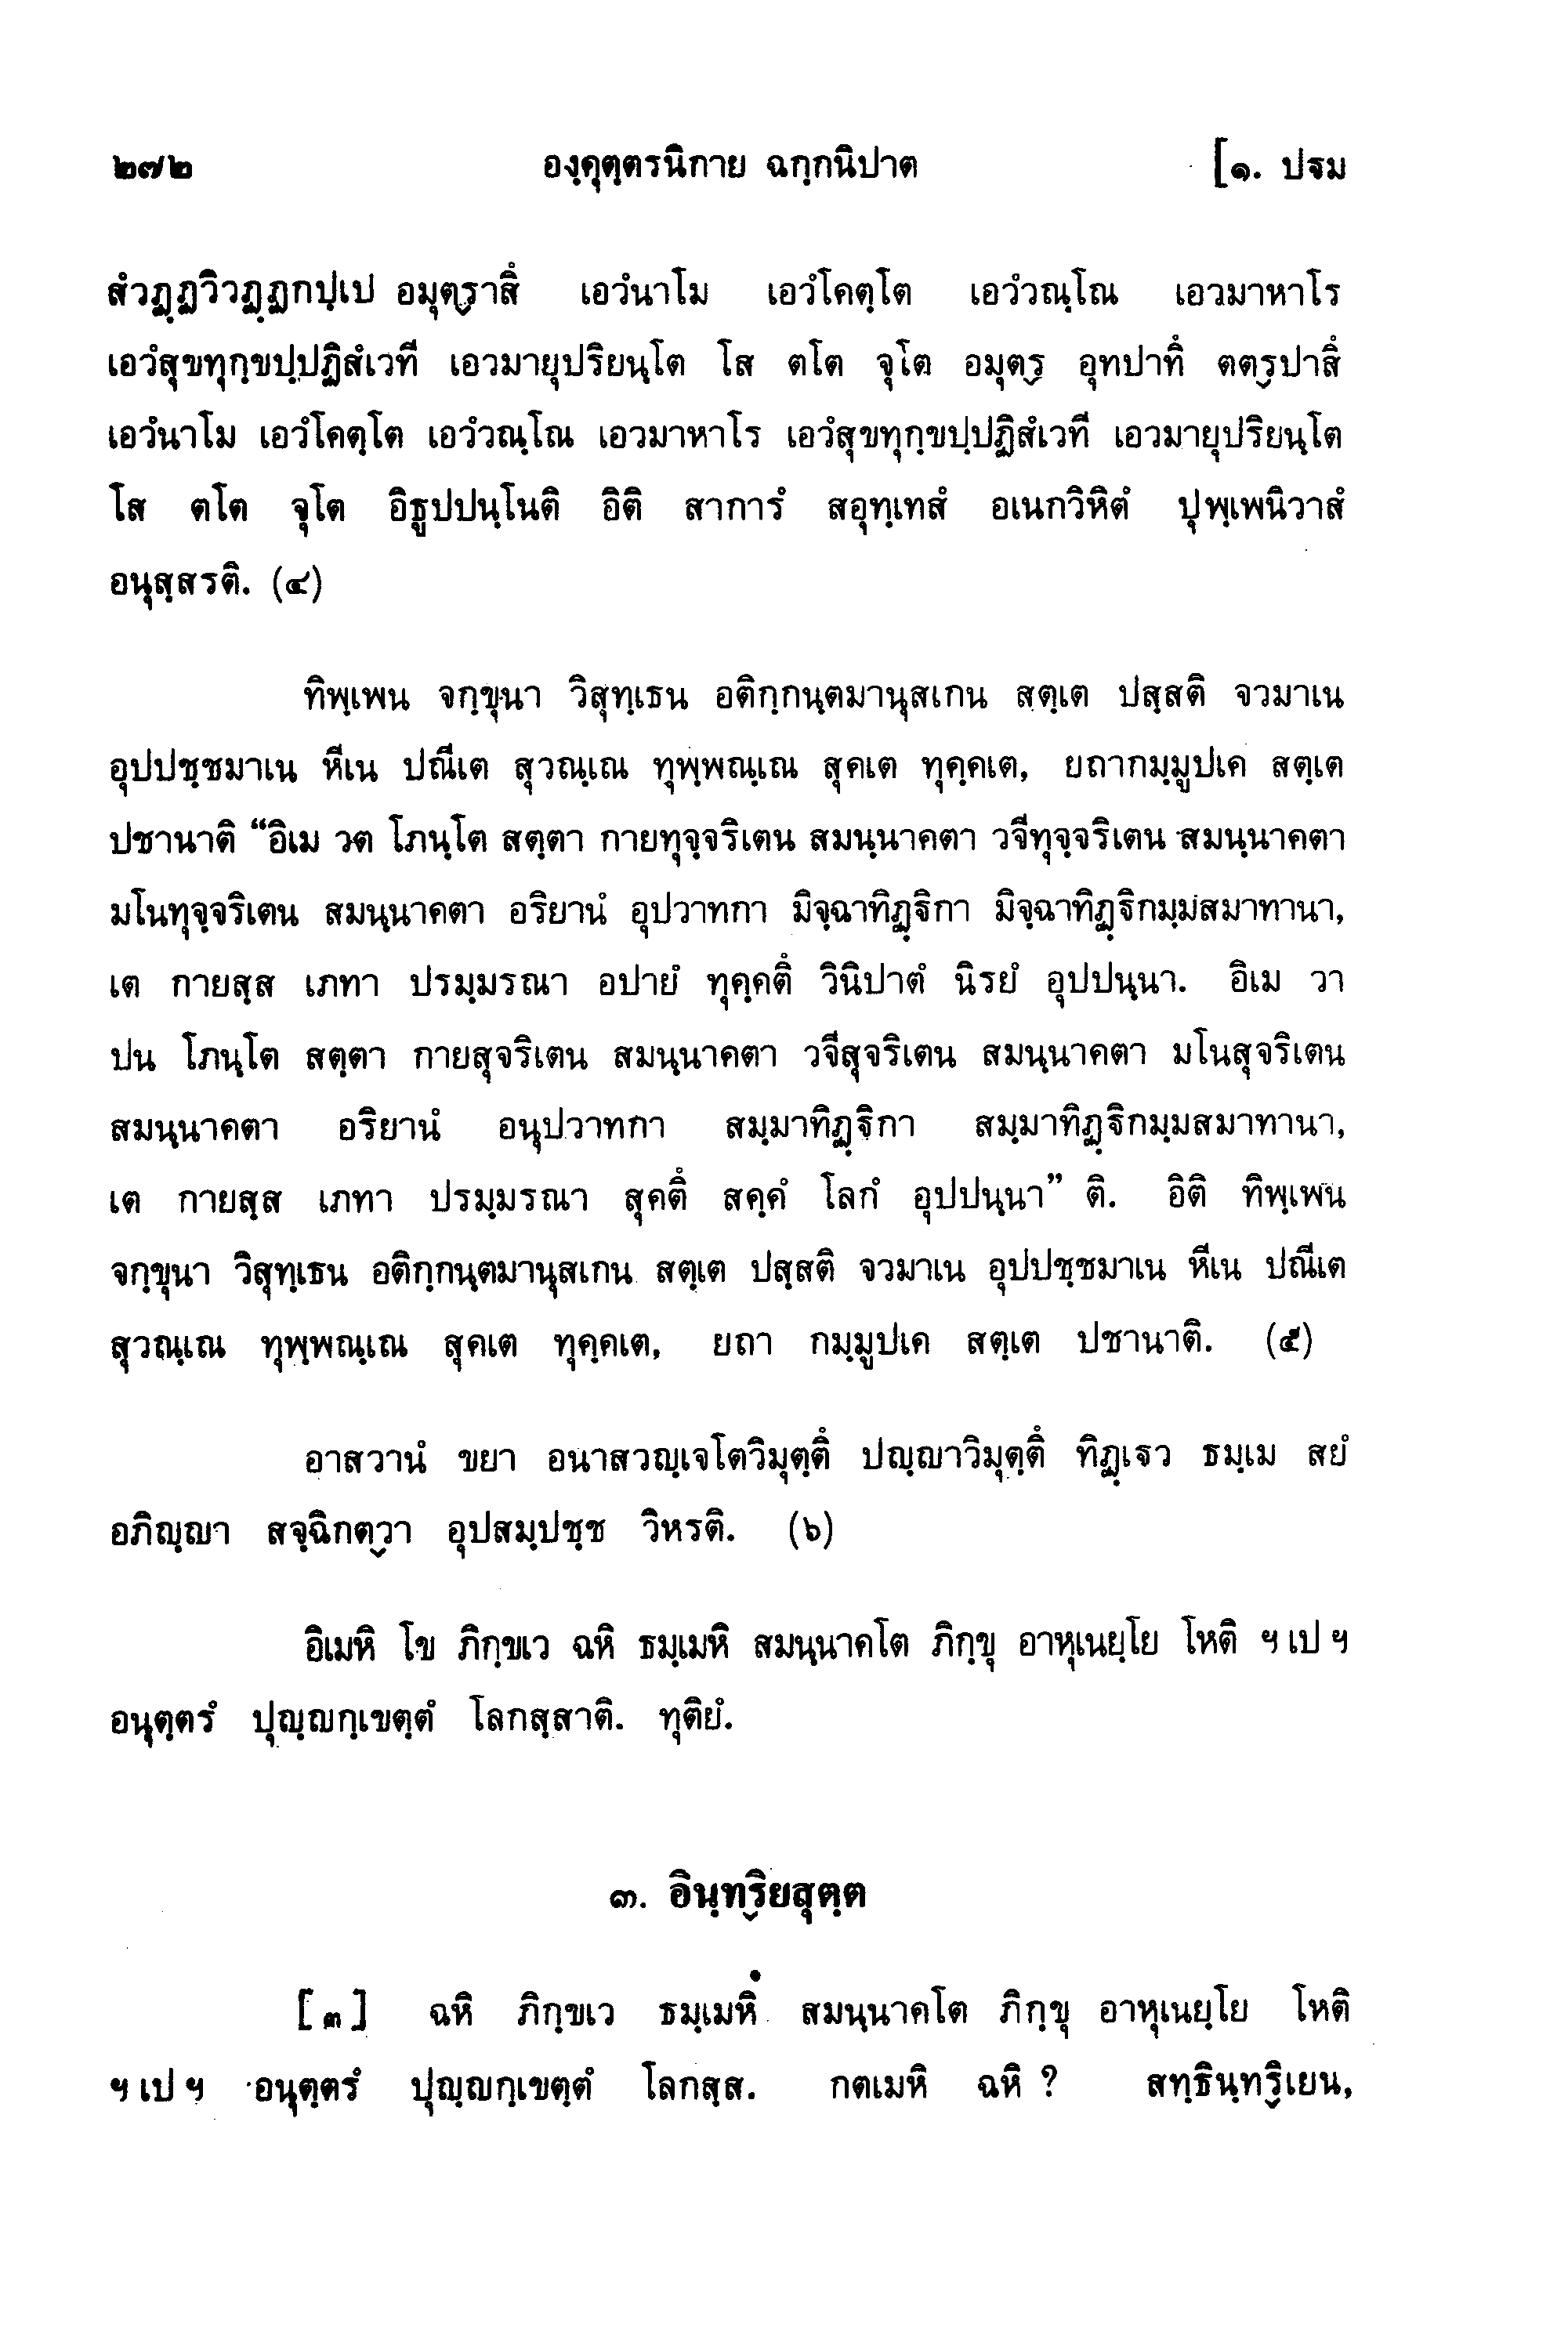 ๒๗๒ องฺคุตฺตรนิกาย ฉกฺกนิปาต [๑. ปฐม
สํวฏฺฏวิวฏฺฏกปฺเป อมุตฺราสิํ เอวํนาโม เอวํโคตฺโต เอวํวณฺโณ เอวมาหาโร
เอวํสุขทุกฺขปฺปฏิสํเวที เอวมายุปริยนฺโต โส ตโต จุโต อมุตฺร อุทปาทิํ ตตฺรปาสิํ
เอวํนาโม เอวํโคตฺโต เอวํวณฺโณ เอวมาหาโร เอวํสุขทุกฺขปฺปฏิสํเวที เอวมายุปริยนฺโต
โส ตโต จุโต อิธูปปนฺโนติ อิติ สาการํ สอุทฺเทสํ อเนกวิหิตํ ปุพฺเพนิวาสํ
อนุสฺสรติ. (๔)
ทิพฺเพน จกฺขุนา วิสุทฺเธน อติกฺกนฺตมานุสเกน สตฺเต ปสฺสติ จวมาเน
อุปปชฺชมาเน หีเน ปณีเต สุวณฺเณ ทุพฺพณฺเณ สุคเต ทุคฺคเต, ยถากมฺมูปเค สตฺเต
ปชานาติ “อิเม วต โภนฺโต สตฺตา กายทุจฺจริเตน สมนฺนาคตา วจีทุจฺจริเตน สมนฺนาคตา
มโนทุจฺจริเตน สมนฺนาคตา อริยานํ อุปวาทกา มิจฺฉาทิฏฺฐิกา มิจฺฉาทิฏฺฐิกมฺมสมาทานา,
เต กายสฺส เภทา ปรมฺมรณา อปายํ ทุคฺคติํ วินิปาตํ นิรยํ อุปปนฺนา. อิเม วา
ปน โภนฺโต สตฺตา กายสุจริเตน สมนฺนาคตา วจีสุจริเตน สมนฺนาคตา มโนสุจริเตน
สมนฺนาคตา อริยานํ อนุปวาทกา สมฺมาทิฏฺฐิกา สมฺมาทิฏฺฐิกมฺมสมาทานา,
เต กายสฺส เภทา ปรมฺมรณา สุคติํ สคฺคํ โลกํ อุปปนฺนา” ติ. อิติ ทิพฺเพน
จกฺขุนา วิสุทฺเธน อติกฺกนฺตมานุสเกน สตฺเต ปสฺสติ จวมาเน อุปปชฺชมาเน หีเน ปณีเต
สุวณฺเณ ทุพฺพณฺเณ สุคเต ทุคฺคเต, ยถา กมฺมูปเค สตฺเต ปชานาติ. (๕)
อาสวานํ ขยา อนาสวญฺเจโตวิมุตฺติํ ปญฺญาวิมุตฺติํ ทิฏฺเฐว ธมฺเม สยํ
อภิญฺญา สจฺฉิกตฺวา อุปสมฺปชฺช วิหรติ. (๖)
อิเมหิ โข ภิกฺขเว ฉหิ ธมฺเมหิ สมนฺนาคโต ภิกฺขุ อาหุเนยฺโย โหติ ฯ เป ฯ
อนุตฺตรํ ปุญฺญกฺเขตฺตํ โลกสฺสาติ. ทุติยํ.
๓. อินฺทฺริยสุตฺต
[๓] ฉหิ ภิกฺขเว ธมฺเมหิํ สมนฺนาคโต ภิกฺขุ อาหุเนยฺโย โหติ
ฯ เป ฯ อนุตฺตรํ ปุญฺญกฺเขตฺตํ โลกสฺส. กตเมหิ ฉหิ ? สทฺธินฺทฺริเยน,